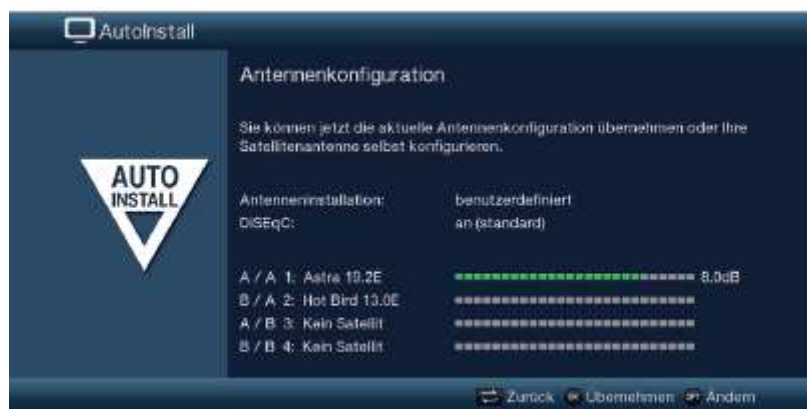 AutoInstall
Antennenkonfiguration
Sie können jetzt die aktuelle Antennenkonfiguration übernehmen oder Ihre
Satellitenantenne selbst konfigurieren.
AUTO
INSTALL
Antenneninstallation: benutzerdefiniert
DISEqC: an (standard)
A / A 1: Astra 19.2E 8.0dB
B / A 2: Hot Bird 13.0E
A / B 3: Kein Satellit
B / B 4: Kein Satellit
Zurück OK Übernehmen Ändern